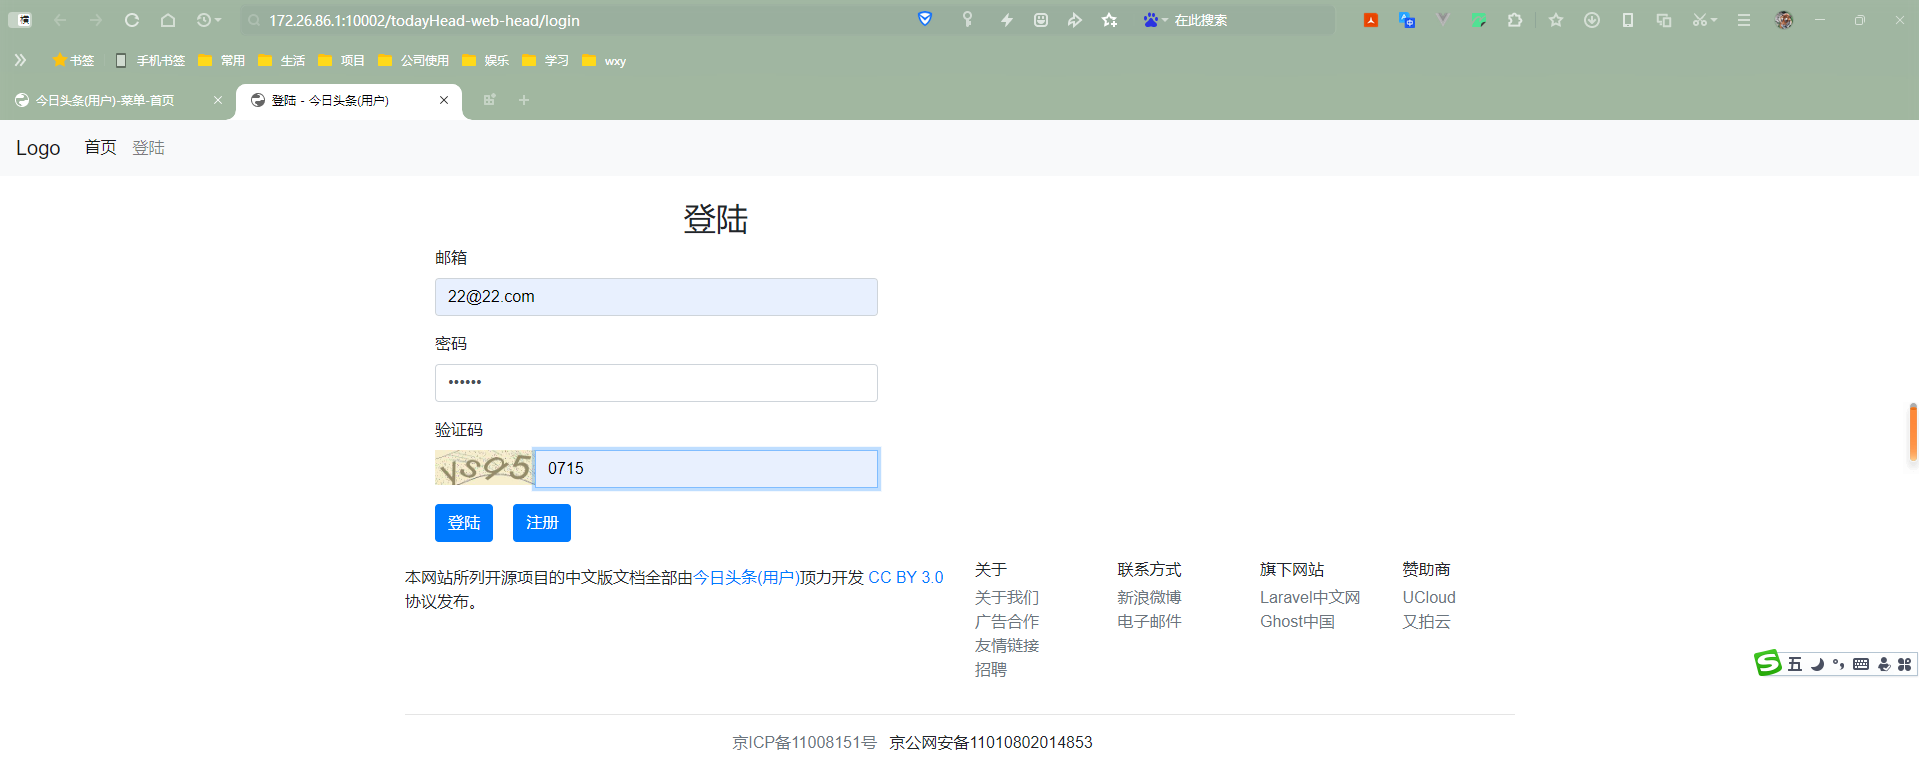 172.26.86.1:10002/todayHead-web-head/login
在此搜索
书签 手机书签 常用 生活 项目 公司使用 娱乐 学习 wxy
今日头条(用户)-菜单-首页 登陆 - 今日头条(用户)
Logo 首页 登陆
登陆
邮箱
22@22.com
密码
••••••
验证码
0715
登陆 注册
本网站所列开源项目的中文版文档全部由今日头条(用户)顶力开发 CC BY 3.0
协议发布。
关于
关于我们
广告合作
友情链接
招聘
联系方式
新浪微博
电子邮件
旗下网站
Laravel中文网
Ghost中国
赞助商
UCloud
又拍云
五
京ICP备11008151号 京公网安备11010802014853